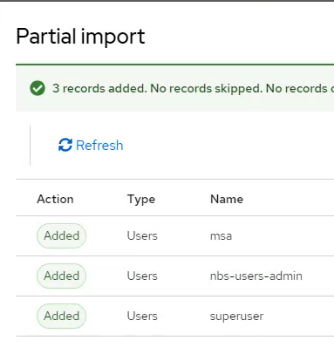 Partial import
3 records added. No records skipped. No records
Refresh
Action Type Name
Added Users msa
Added Users nbs-users-admin
Added Users superuser